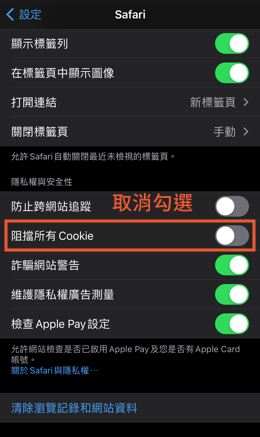 設定
Safari
顯示標籤列
在標籤頁中顯示圖像
打開連結
新標籤頁
關閉標籤頁
手動
允許 Safari 自動關閉最近未檢視的標籤頁。
隱私權與安全性
防止跨網站追蹤
取消勾選
阻擋所有 Cookie
詐騙網站警告
維護隱私權廣告測量
檢查 Apple Pay 設定
允許網站檢查是否已啟用 Apple Pay 及您是否有 Apple Card
帳號。
關於 Safari 與隱私權⋯
清除瀏覽記錄和網站資料